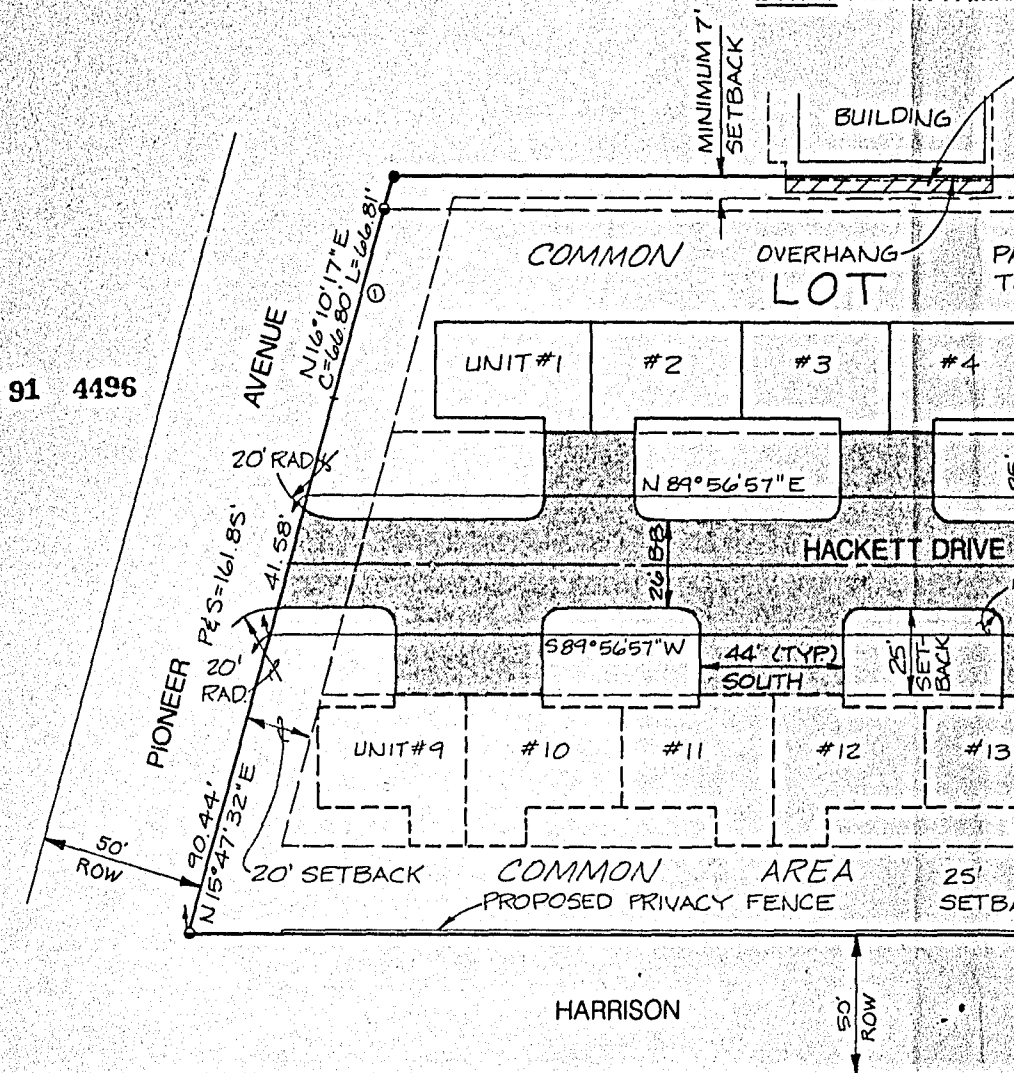 MINIMUM 7'
SETBACK
BUILDING
COMMON
OVERHANG
LOT
N16°10'17"E
C=66.80' L=66.81'
1
AVENUE
UNIT #1
#2
#3
#4
91 4496
20' RAD
N 89°56'57" E
P&S=161.85'
41.58'
26' BB
HACKETT DRIVE
20'
RAD.
S89°56'57"W
44' (TYP.)
SOUTH
25'
SET-
BACK
PIONEER
UNIT #9
#10
#11
#12
#13
90.44'
N15°47'32"E
50'
ROW
20' SETBACK
COMMON AREA
25'
SETBA
PROPOSED PRIVACY FENCE
HARRISON
50'
ROW